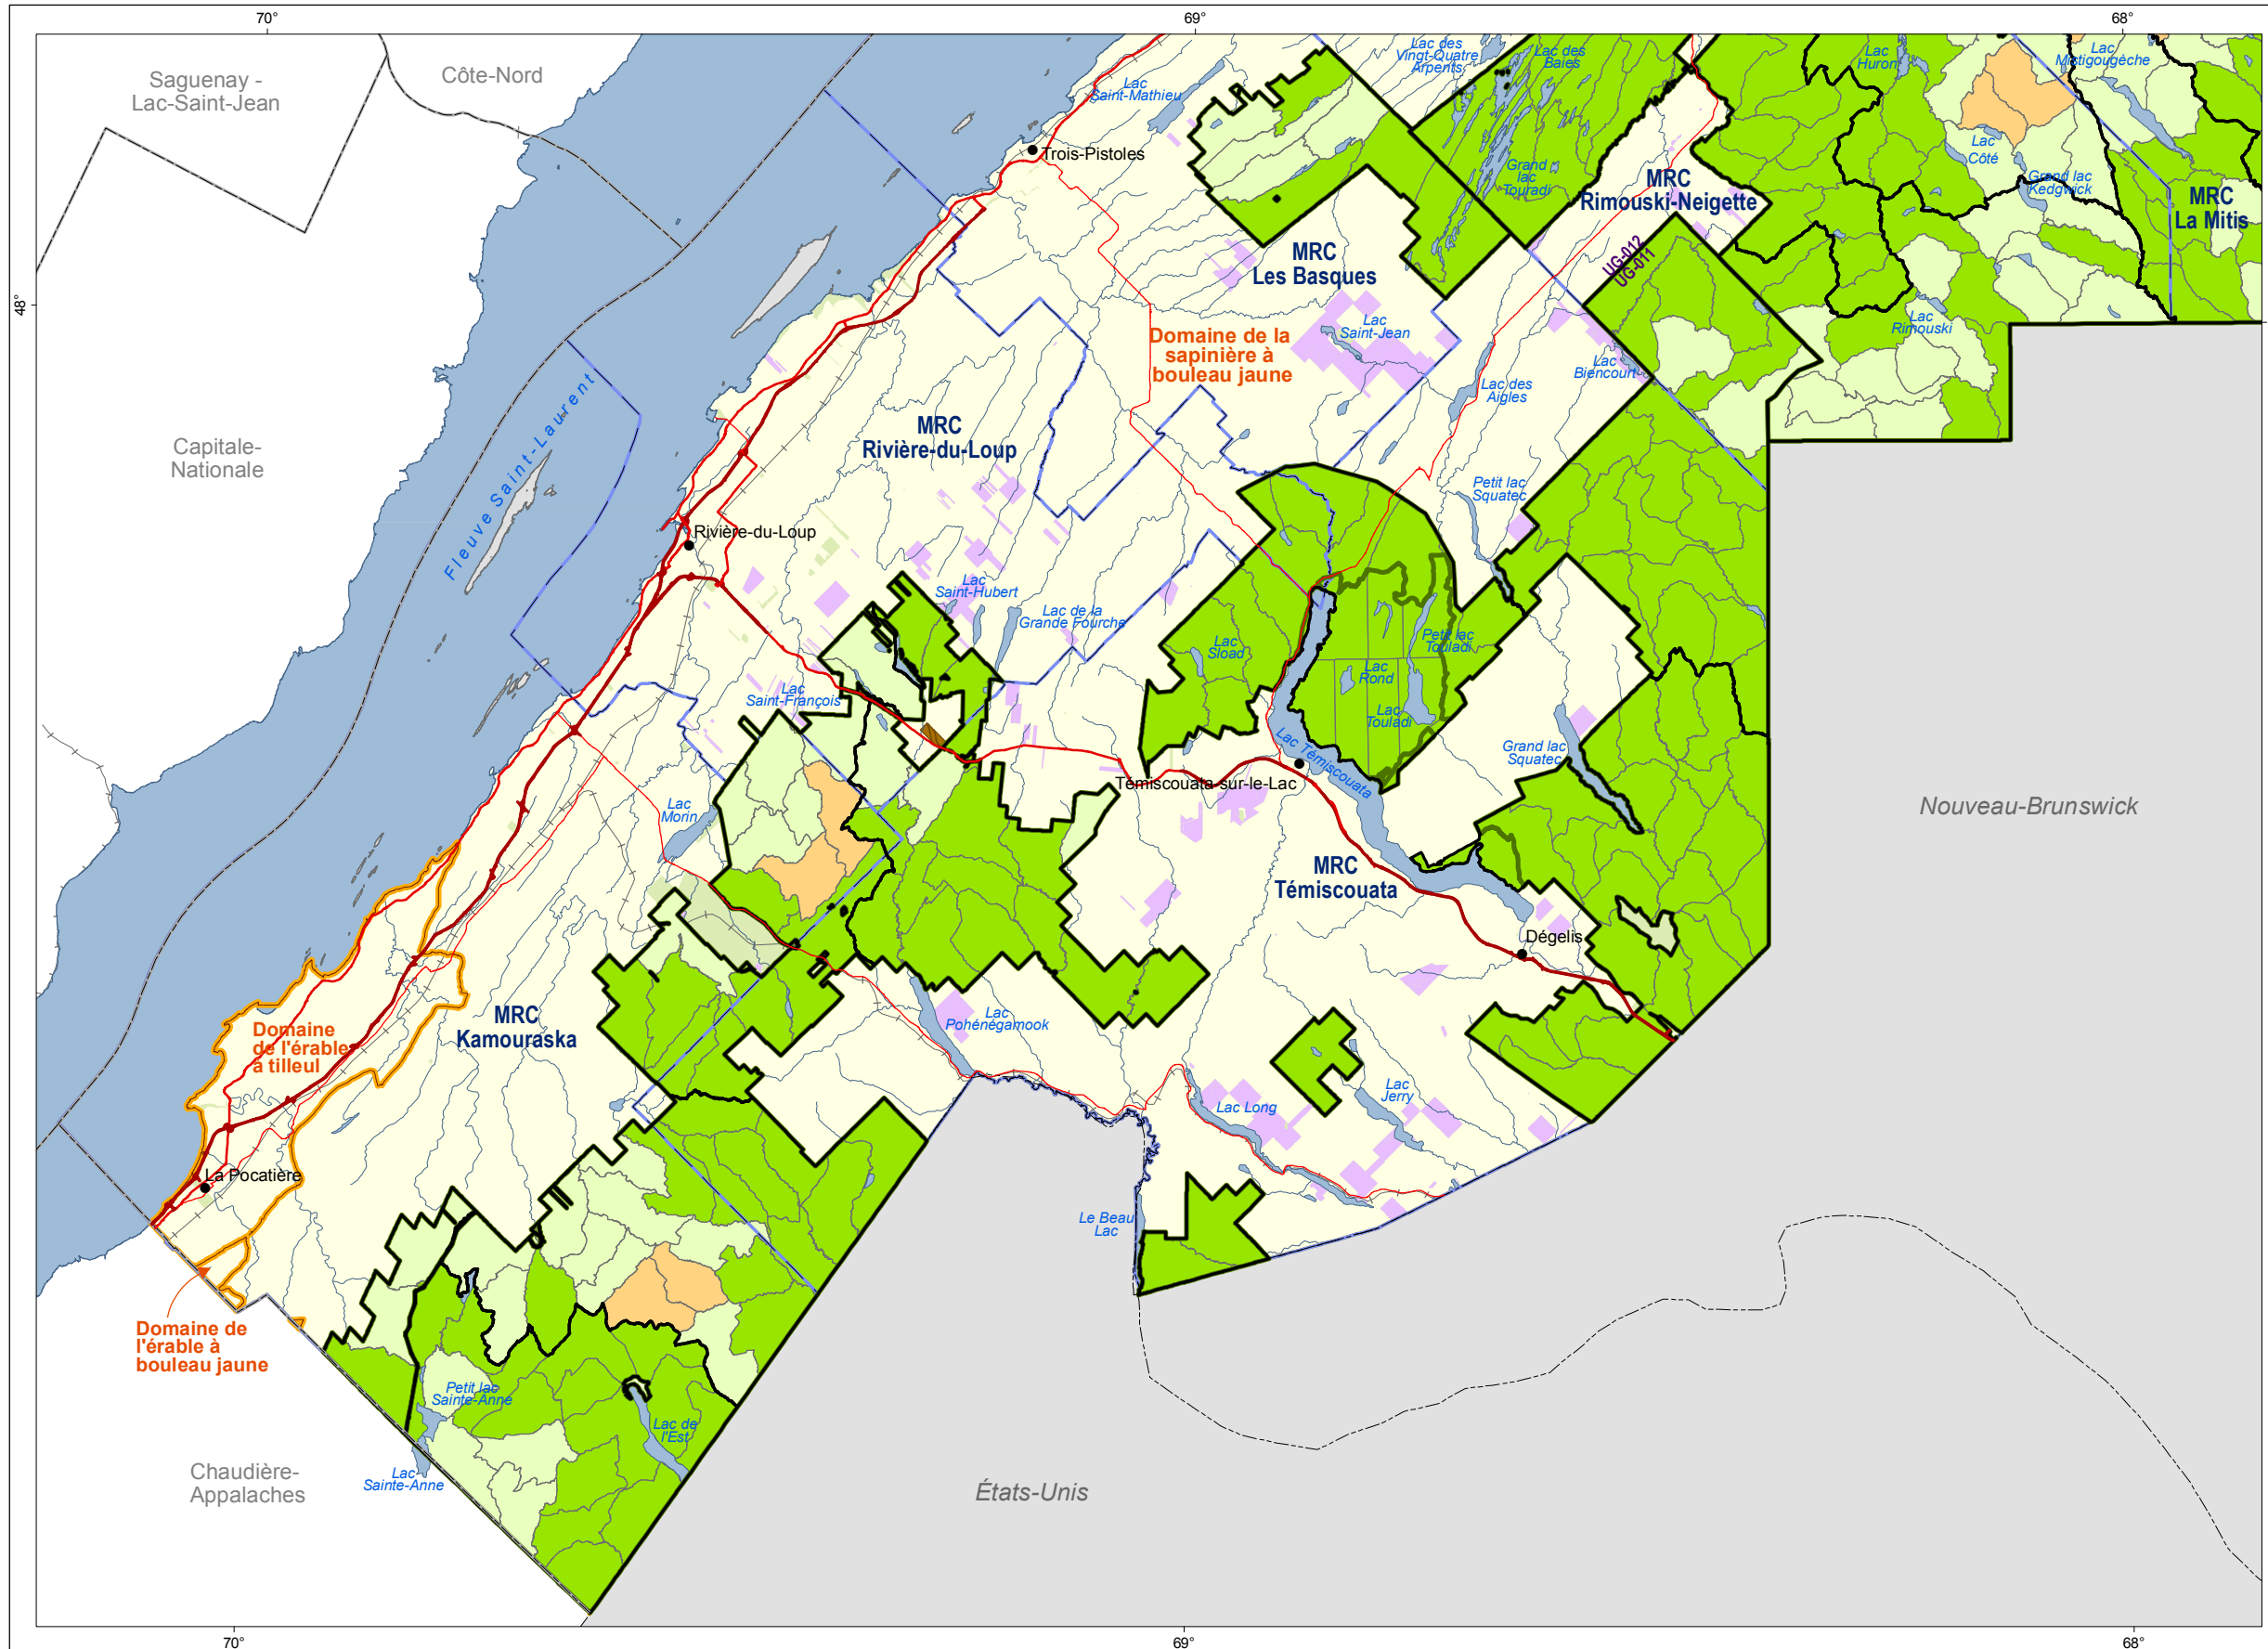 70°
69°
68°
Saguenay -
Lac-Saint-Jean
Côte-Nord
Lac
Saint-Mathieu
Lac des
Vingt-Quatre
Arpents
Lac des
Baies
Lac
Huron
Lac
Mistigougèche
Trois-Pistoles
Lac
Côté
Grand
lac
Touradi
MRC
Rimouski-Neigette
Grand lac
Kedgwick
MRC
La Mitis
MRC
Les Basques
UG-012
UG-011
48°
Lac
Saint-Jean
Lac
Rimouski
Domaine de la
sapinière à
bouleau jaune
Lac
Biencourt
Lac des
Aigles
Capitale-
Nationale
MRC
Rivière-du-Loup
Fleuve Saint-Laurent
Petit lac
Squatec
Rivière-du-Loup
Lac
Saint-Hubert
Lac de la
Grande Fourche
Lac
Sload
Petit lac
Touladi
Lac
Rond
Lac
Saint-François
Lac
Touladi
Lac Témiscouata
Grand lac
Squatec
Témiscouata-sur-le-Lac
Lac
Morin
Nouveau-Brunswick
MRC
Témiscouata
Dégelis
MRC
Kamouraska
Lac
Pohénégamook
Domaine
de l'érable
à tilleul
Lac
Jerry
Lac Long
La Pocatière
Le Beau
Lac
Domaine de
l'érable à
bouleau jaune
Petit lac
Sainte-Anne
Lac de
l'Est
Chaudière-
Appalaches
Lac
Sainte-Anne
États-Unis
70°
69°
68°